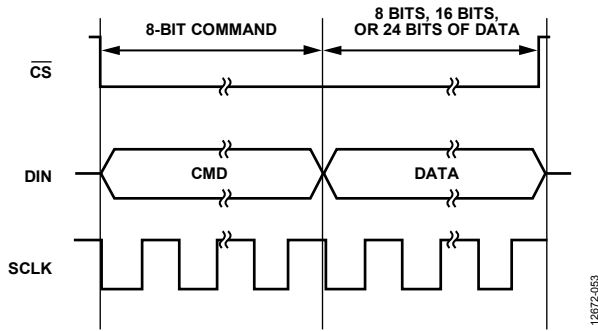 8-BIT COMMAND
8 BITS, 16 BITS,
OR 24 BITS OF DATA
CS
DIN
CMD
DATA
SCLK
12672-053